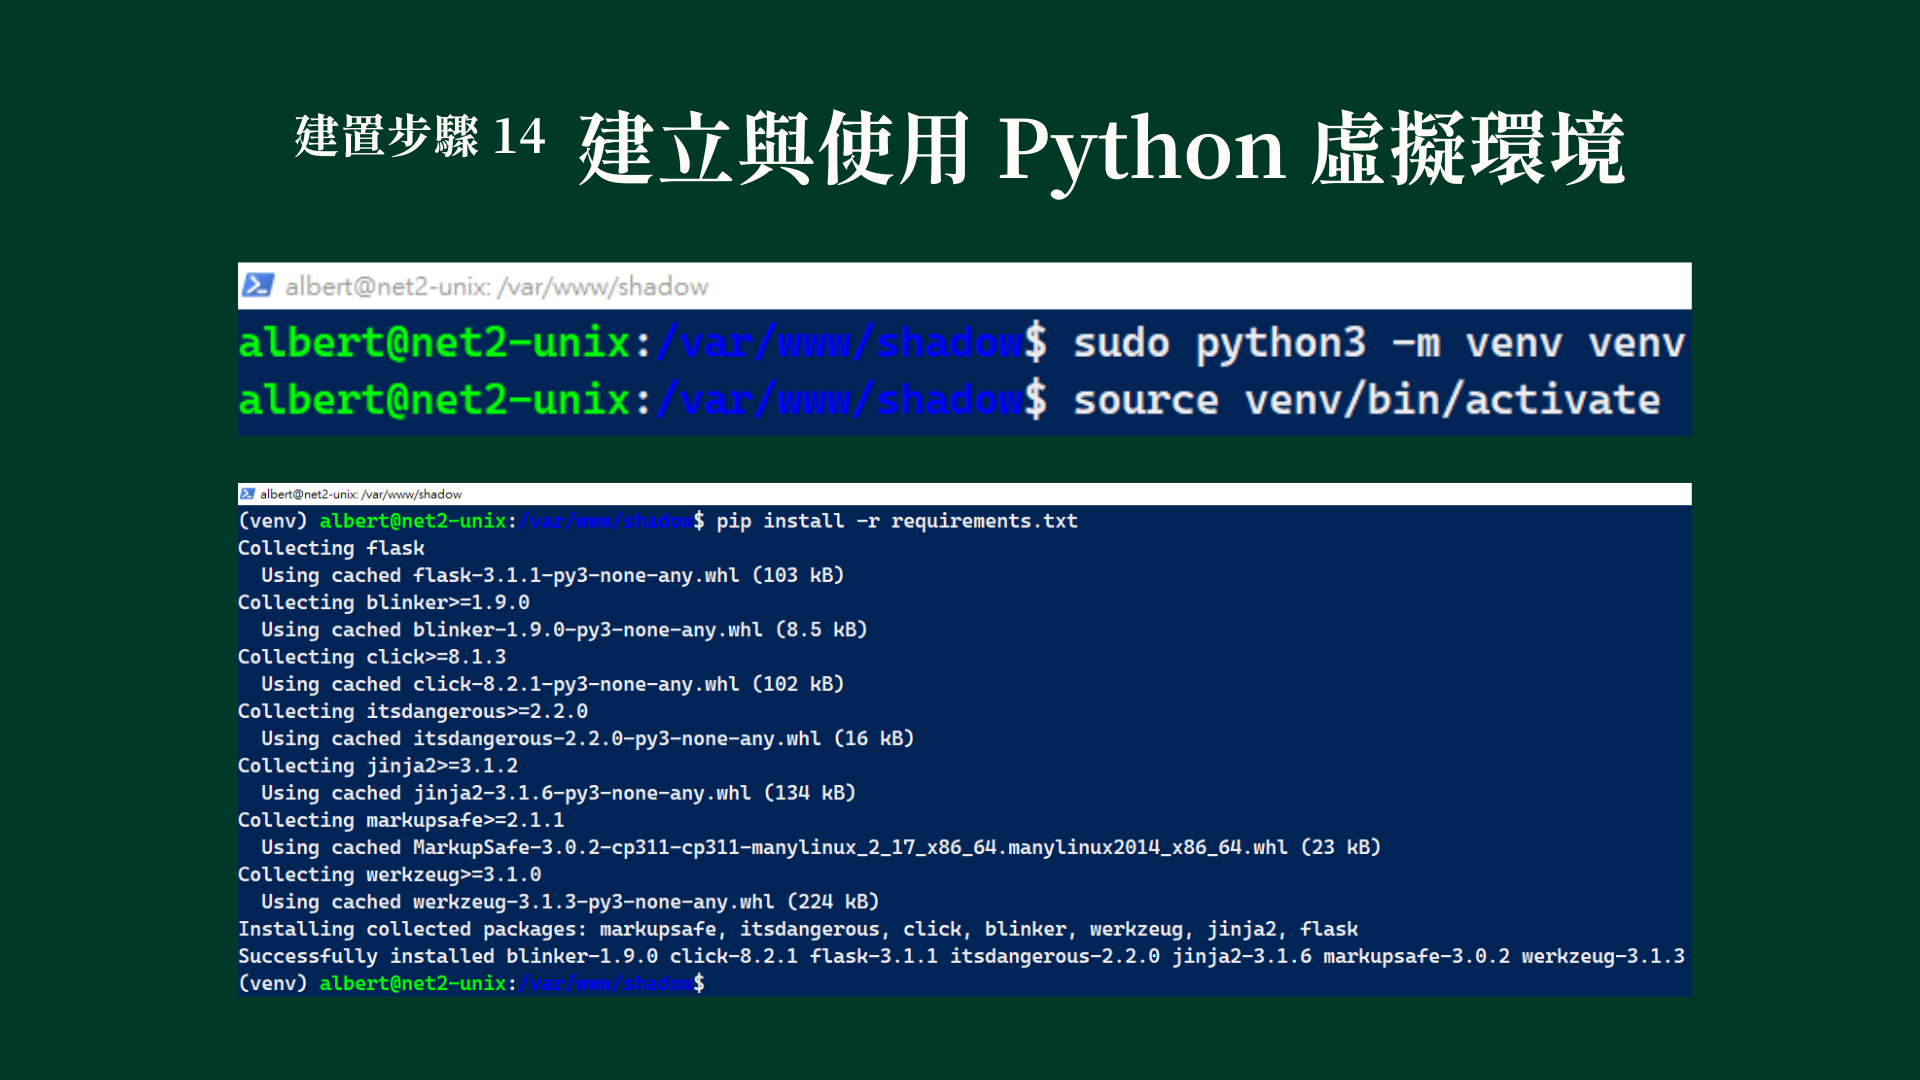 建置步驟 14 建立與使用 Python 虛擬環境
albert@net2-unix: /var/www/shadow
albert@net2-unix:/var/www/shadow$ sudo python3 -m venv venv
albert@net2-unix:/var/www/shadow$ source venv/bin/activate
albert@net2-unix: /var/www/shadow
(venv) albert@net2-unix:/var/www/shadow$ pip install -r requirements.txt
Collecting flask
  Using cached flask-3.1.1-py3-none-any.whl (103 kB)
Collecting blinker>=1.9.0
  Using cached blinker-1.9.0-py3-none-any.whl (8.5 kB)
Collecting click>=8.1.3
  Using cached click-8.2.1-py3-none-any.whl (102 kB)
Collecting itsdangerous>=2.2.0
  Using cached itsdangerous-2.2.0-py3-none-any.whl (16 kB)
Collecting jinja2>=3.1.2
  Using cached jinja2-3.1.6-py3-none-any.whl (134 kB)
Collecting markupsafe>=2.1.1
  Using cached MarkupSafe-3.0.2-cp311-cp311-manylinux_2_17_x86_64.manylinux2014_x86_64.whl (23 kB)
Collecting werkzeug>=3.1.0
  Using cached werkzeug-3.1.3-py3-none-any.whl (224 kB)
Installing collected packages: markupsafe, itsdangerous, click, blinker, werkzeug, jinja2, flask
Successfully installed blinker-1.9.0 click-8.2.1 flask-3.1.1 itsdangerous-2.2.0 jinja2-3.1.6 markupsafe-3.0.2 werkzeug-3.1.3
(venv) albert@net2-unix:/var/www/shadow$